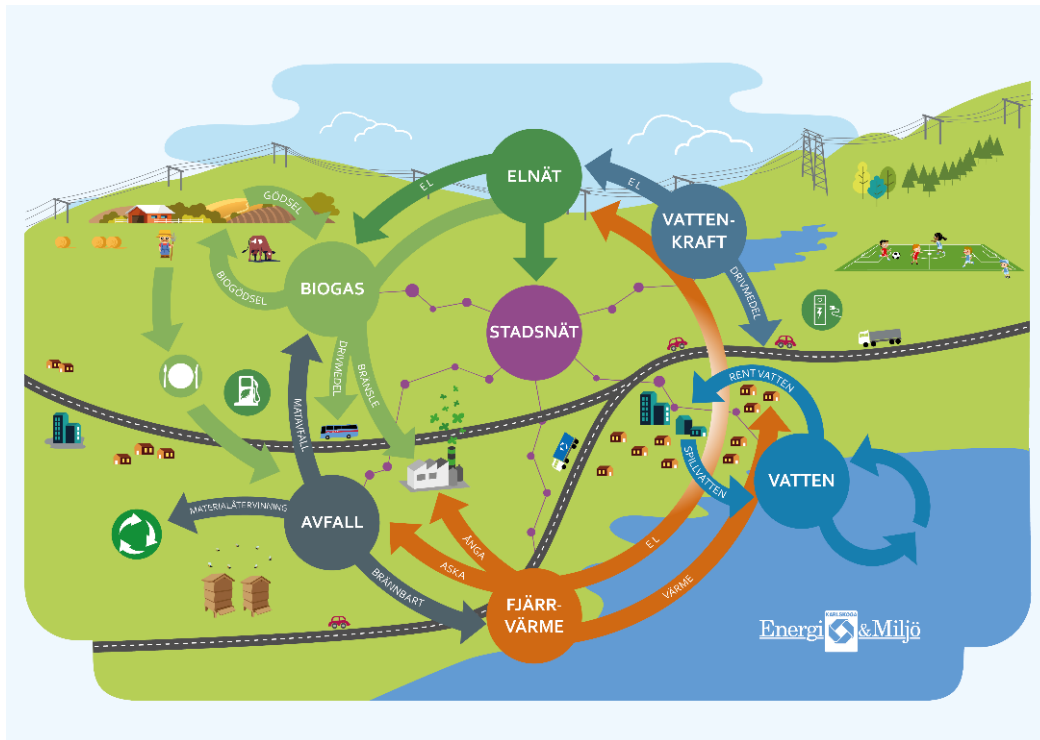 ELNÄT
EL
EL
VATTEN-
KRAFT
GÖDSEL
BIOGÖDSEL
BIOGAS
STADSNÄT
DRIVMEDEL
DRIVMEDEL
BRÄNSLE
RENT VATTEN
MATAVFALL
SPILLVATTEN
VATTEN
MATERIALÅTERVINNING
AVFALL
ÅNGA
ASKA
EL
VÄRME
BRÄNNBART
FJÄRR-
VÄRME
KARLSKOGA
Energi & Miljö